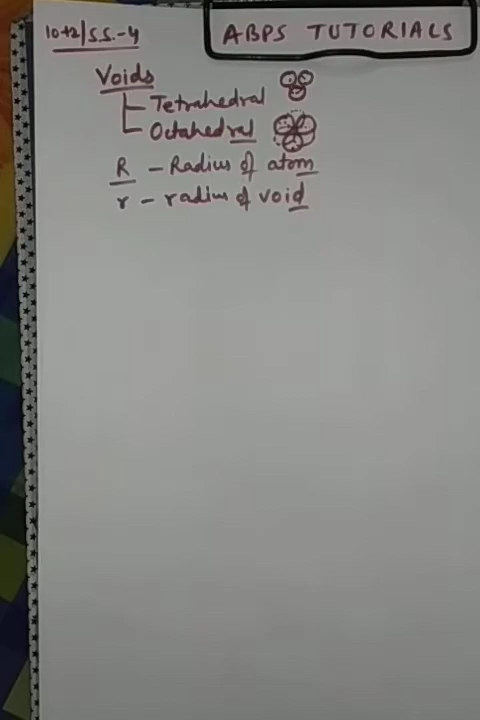 10+2/S.S.-4
ABPS TUTORIALS
Voids
Tetrahedral
Octahedral
R - Radius of atom
r - radius of void